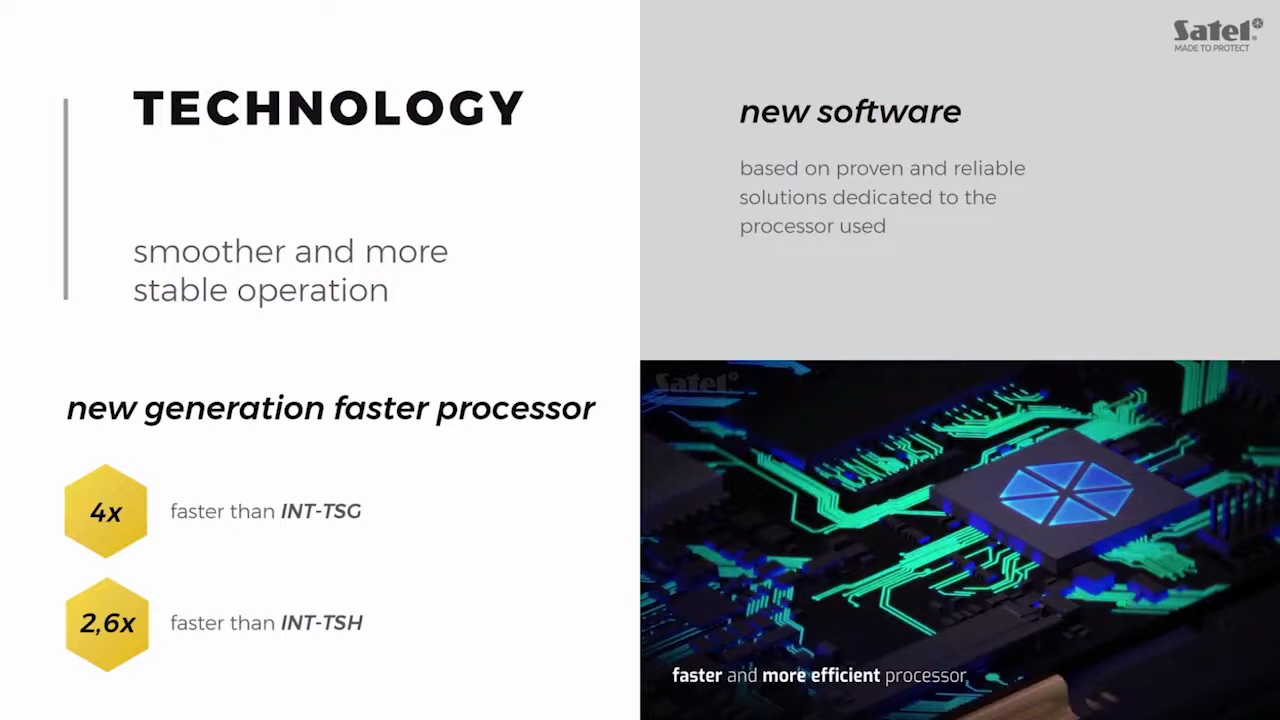 TECHNOLOGY
smoother and more
stable operation
new generation faster processor
4x
faster than INT-TSG
2,6x
faster than INT-TSH
Satel®
MADE TO PROTECT
new software
based on proven and reliable
solutions dedicated to the
processor used
Satel
faster and more efficient processor,